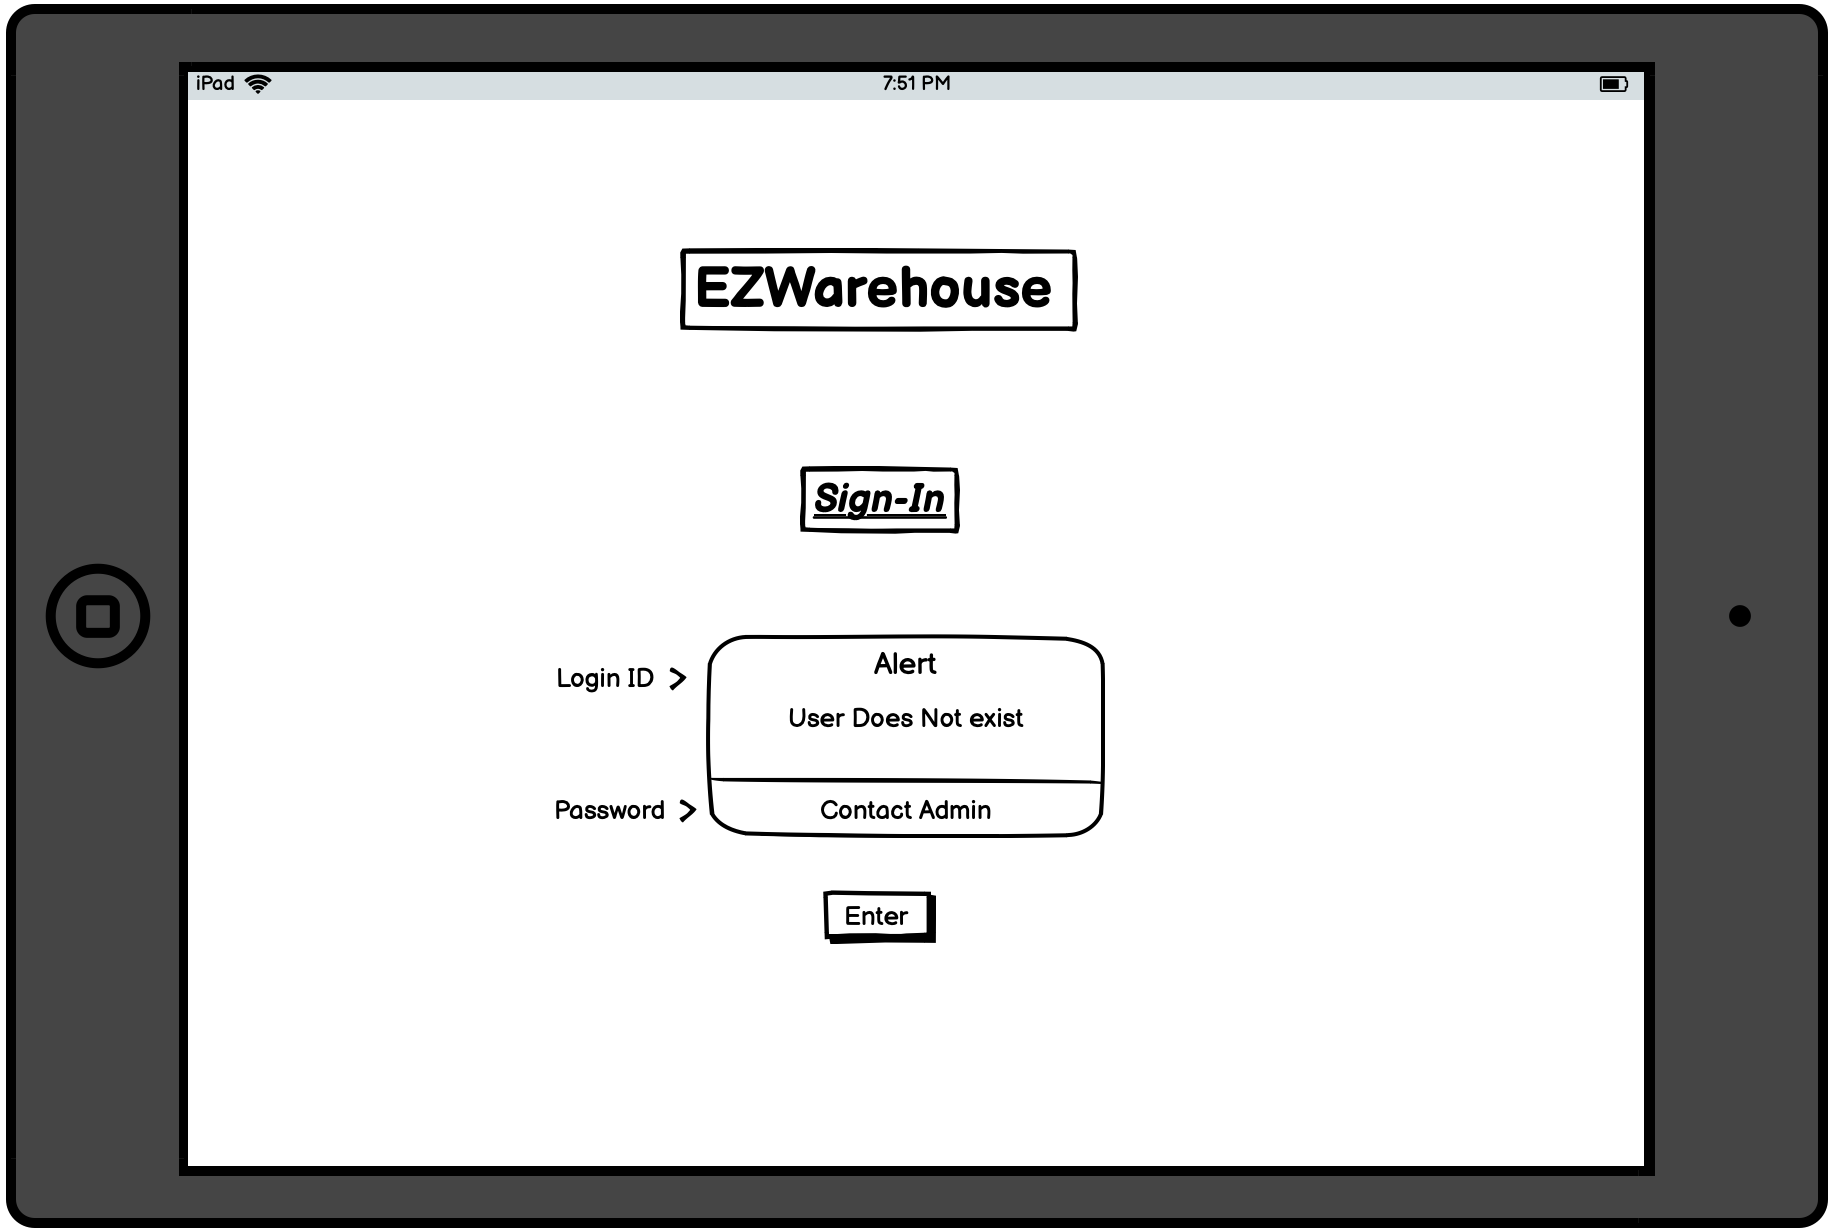 iPad
7:51 PM
EZWarehouse
Sign-In
Alert
Login ID >
User Does Not exist
Password >
Contact Admin
Enter